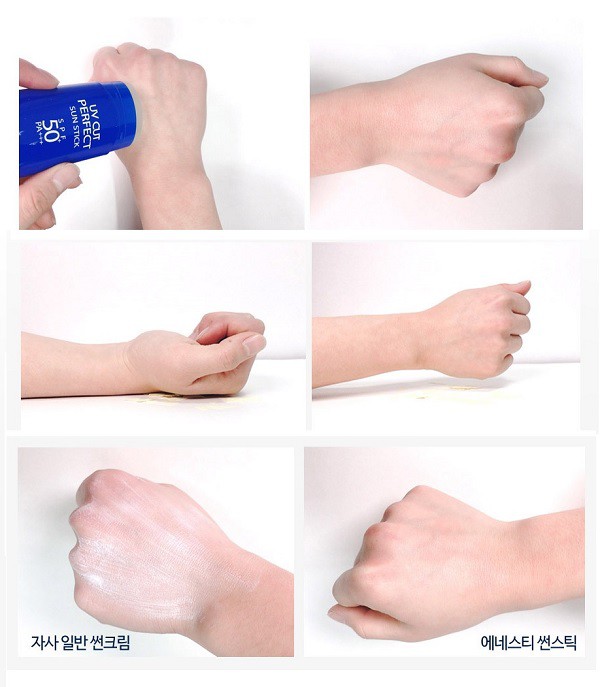 UV CUT
PERFECT
SUN STICK
SPF
50+
PA+++
자사 일반 썬크림
에네스티 썬스틱